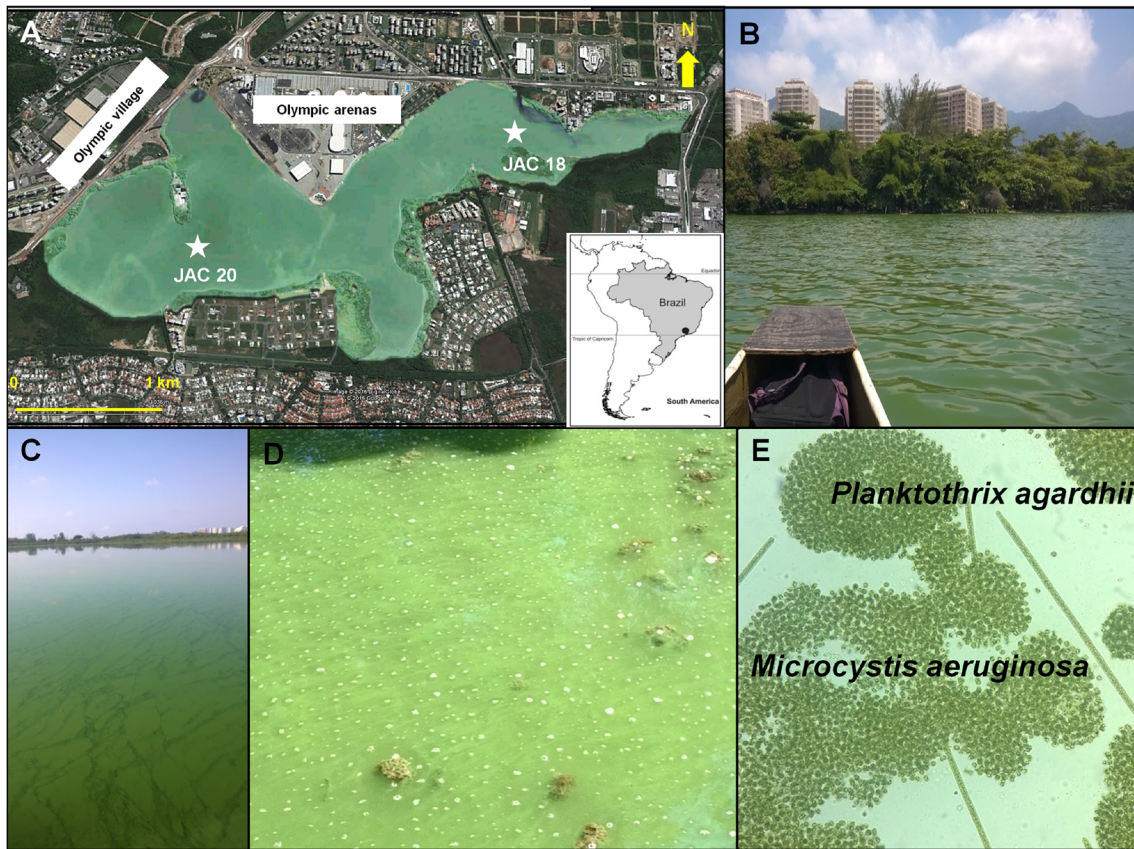 A
N
Olympic village
Olympic arenas
JAC 18
JAC 20
0
1 km
Equador
Brazil
Tropic of Capricorn
South America
B
C
D
E
Planktothrix agardhii
Microcystis aeruginosa